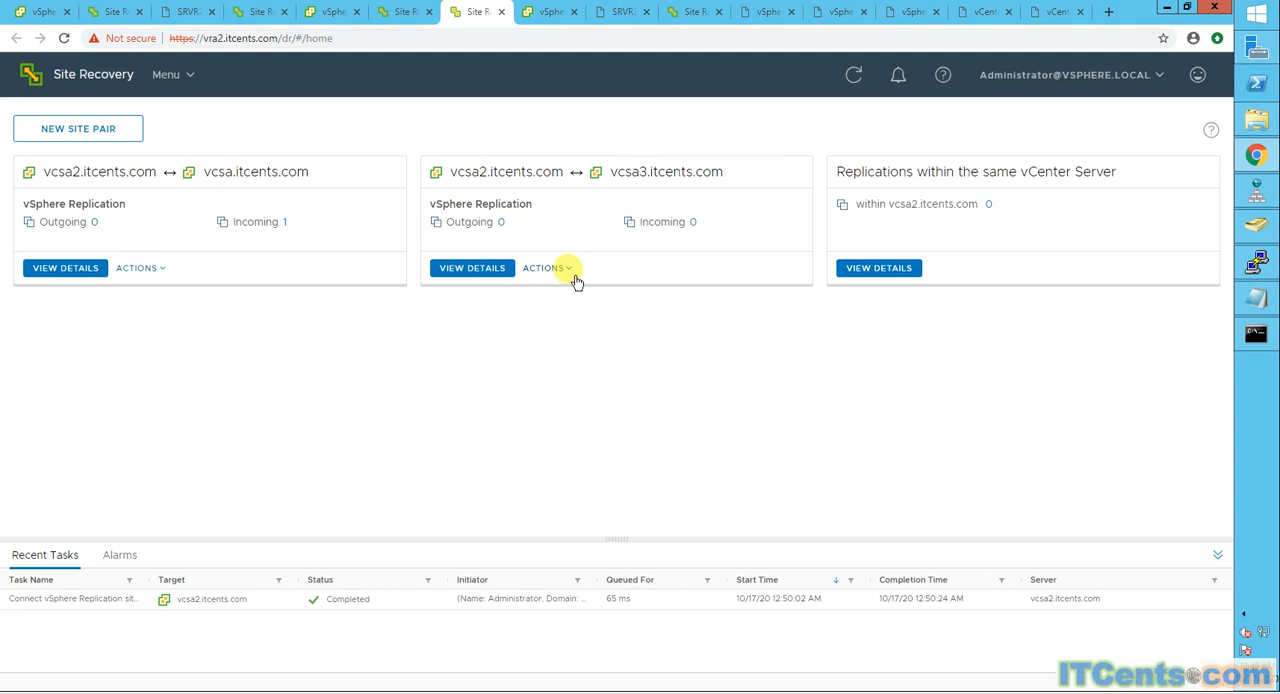 vSphe
Site R
SRVR2
Site R
vSphe
Site R
Site R
vSphe
SRVR2
Site R
vSphe
vSphe
vSphe
vCent
vCent
Not secure https://vra2.itcents.com/dr/#/home
Site Recovery Menu Administrator@VSPHERE.LOCAL
NEW SITE PAIR
vcsa2.itcents.com ↔ vcsa.itcents.com
vSphere Replication
Outgoing 0 Incoming 1
VIEW DETAILS ACTIONS
vcsa2.itcents.com ↔ vcsa3.itcents.com
vSphere Replication
Outgoing 0 Incoming 0
VIEW DETAILS ACTIONS
Replications within the same vCenter Server
within vcsa2.itcents.com 0
VIEW DETAILS
Recent Tasks Alarms
Task Name Target Status Initiator Queued For Start Time Completion Time Server
Connect vSphere Replication sit... vcsa2.itcents.com Completed {Name: Administrator, Domain: ... 65 ms 10/17/20 12:50:02 AM 10/17/20 12:50:24 AM vcsa2.itcents.com
ITCents.com